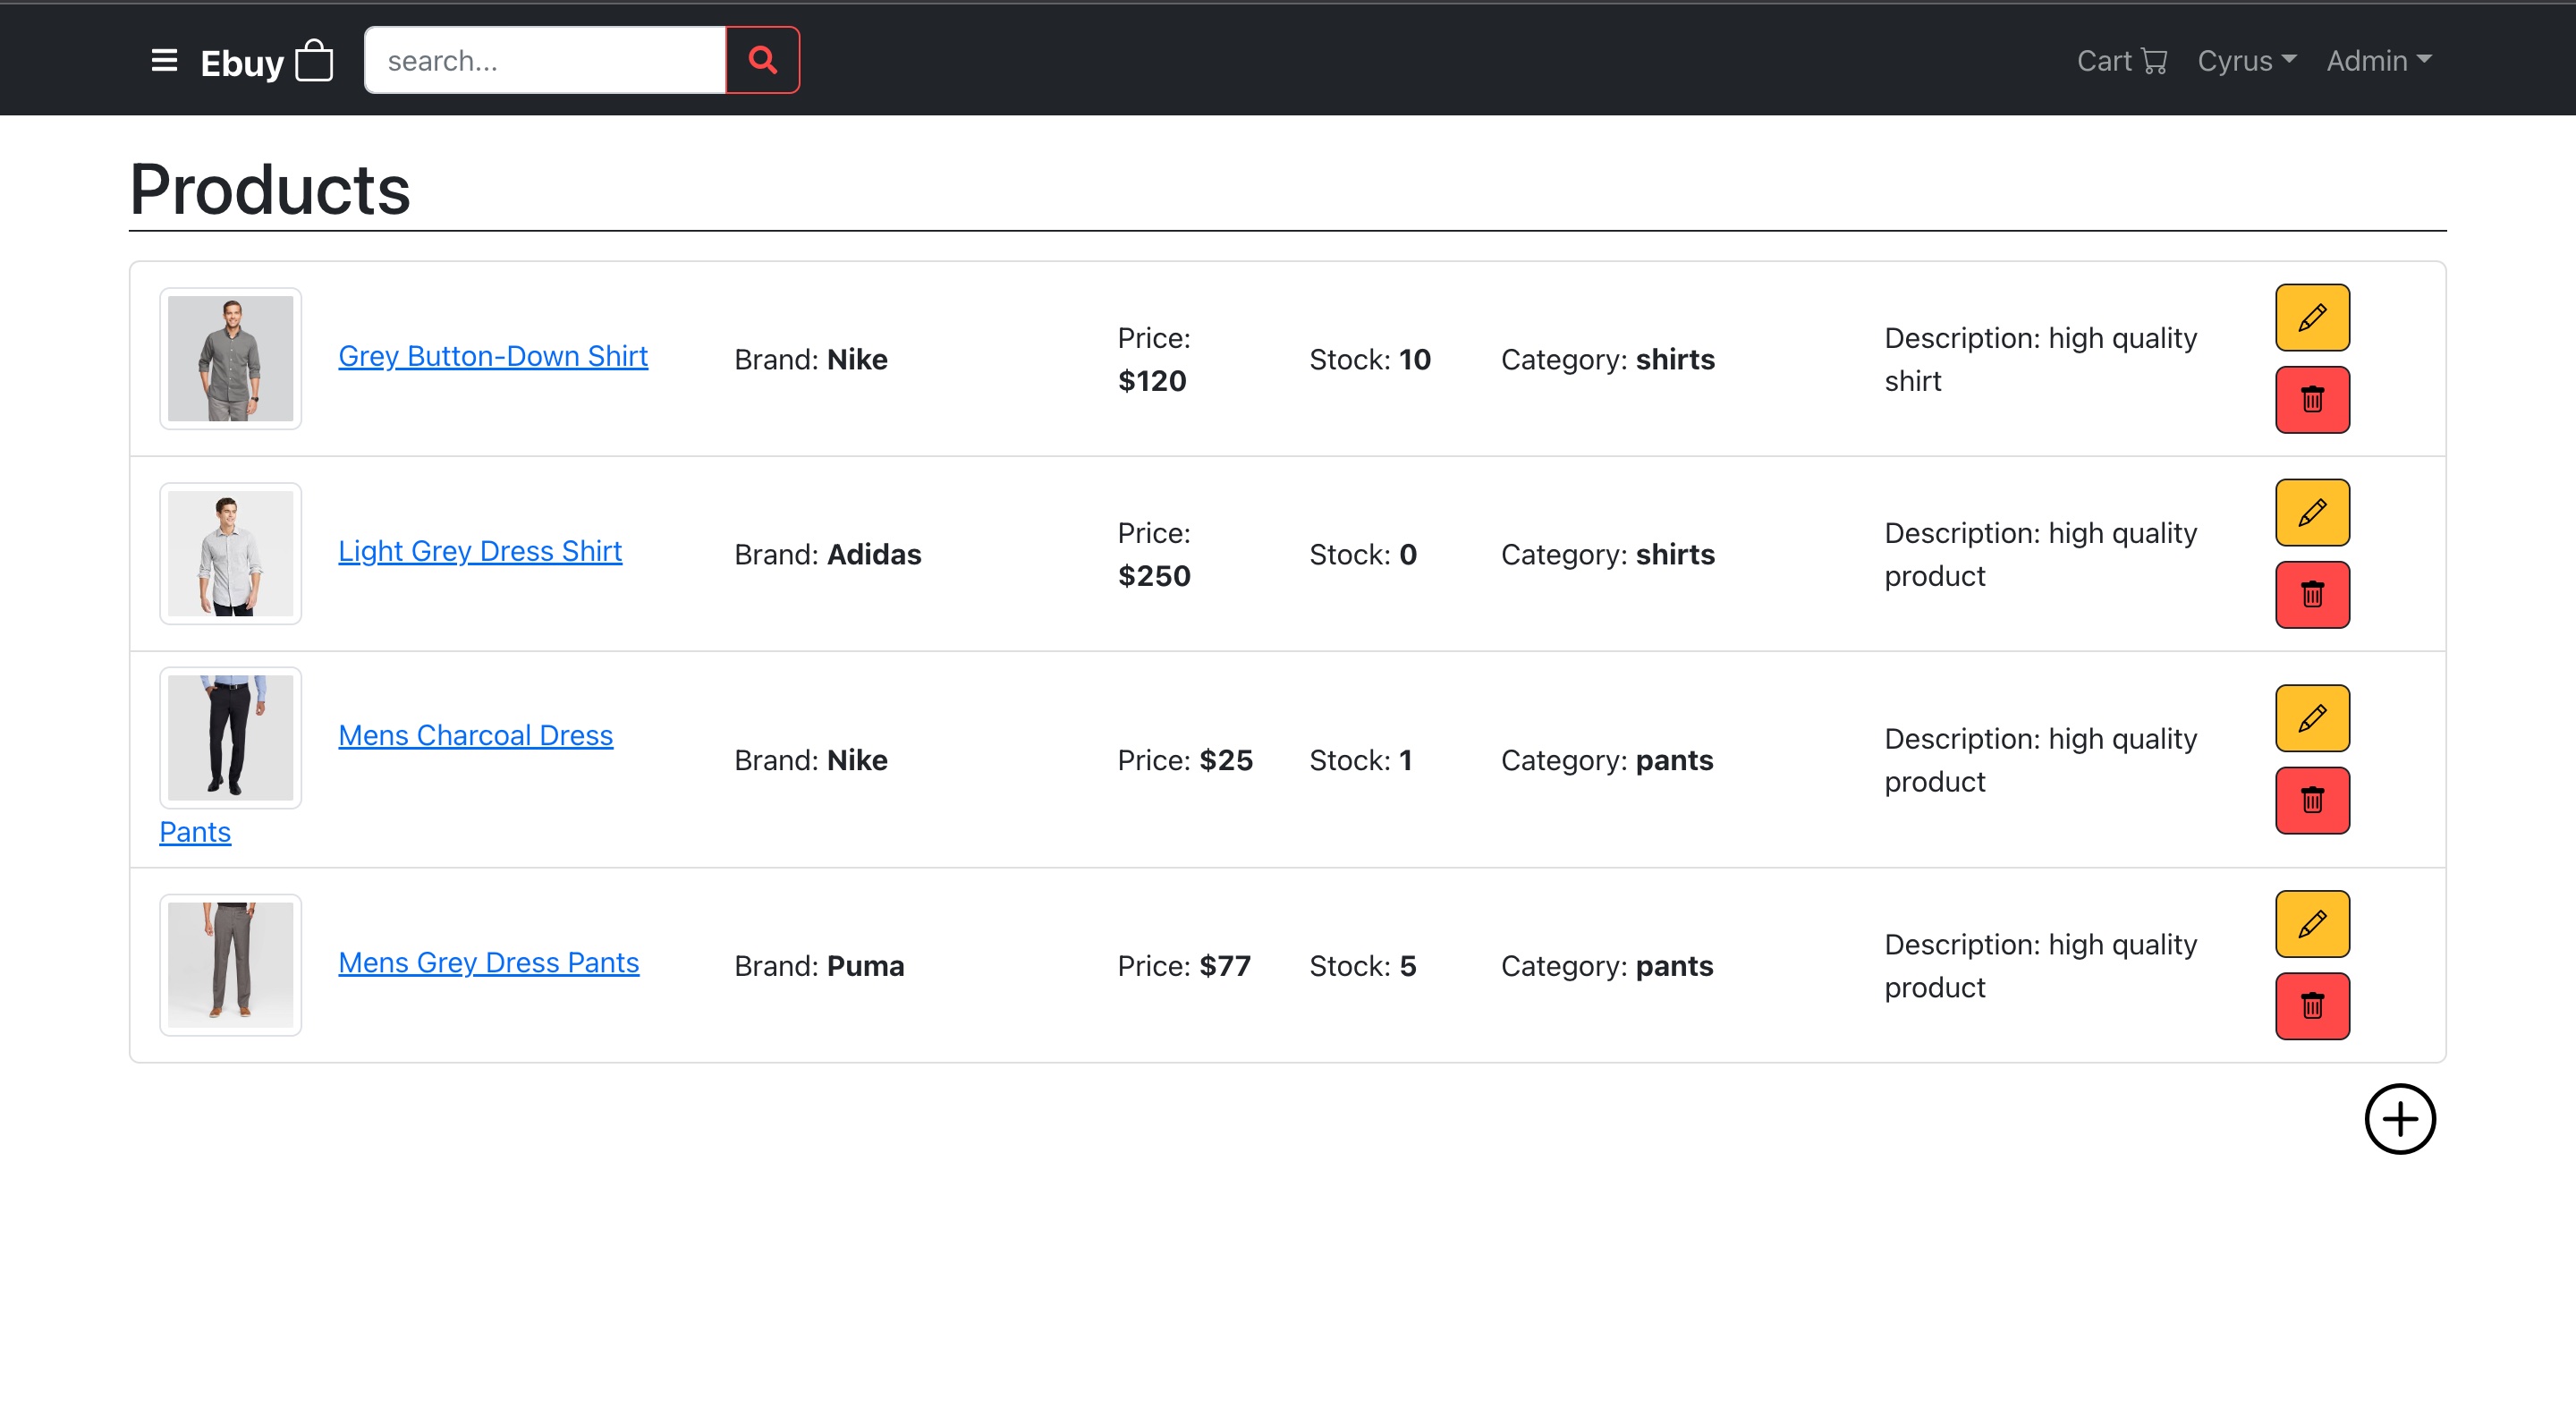 Ebuy
search...
Cart
Cyrus
Admin
Products
Grey Button-Down Shirt
Brand: Nike
Price:
$120
Stock: 10
Category: shirts
Description: high quality
shirt
Light Grey Dress Shirt
Brand: Adidas
Price:
$250
Stock: 0
Category: shirts
Description: high quality
product
Mens Charcoal Dress
Pants
Brand: Nike
Price: $25
Stock: 1
Category: pants
Description: high quality
product
Mens Grey Dress Pants
Brand: Puma
Price: $77
Stock: 5
Category: pants
Description: high quality
product